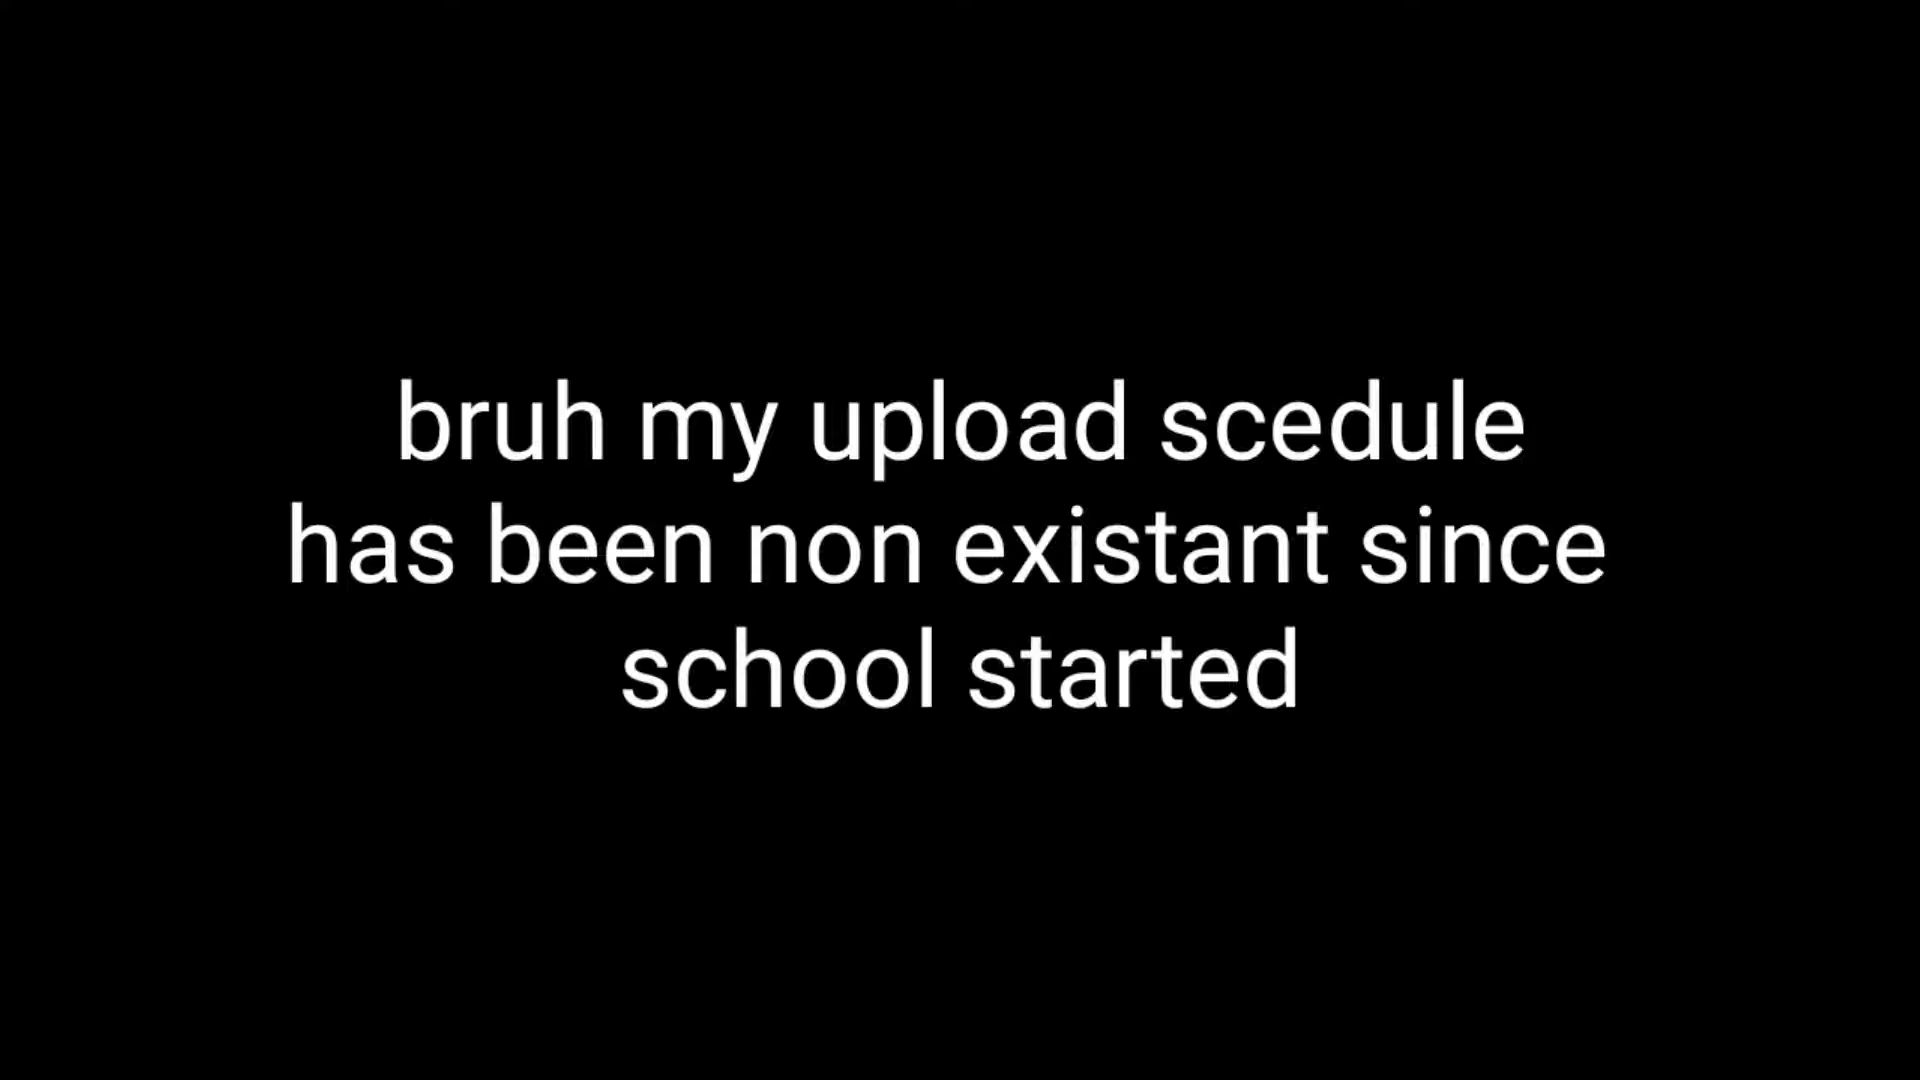 bruh my upload scedule
has been non existant since
school started